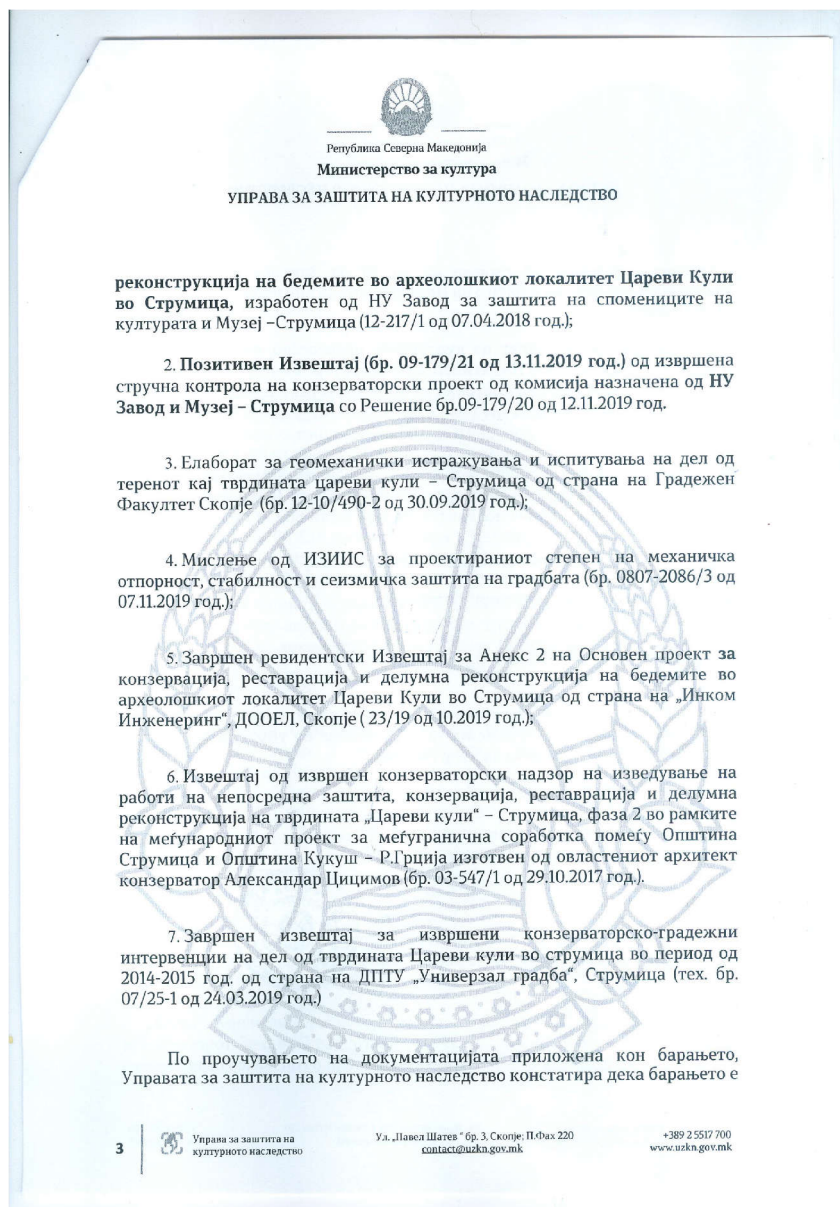 Република Северна Македонија
Министерство за култура
УПРАВА ЗА ЗАШТИТА НА КУЛТУРНОТО НАСЛЕДСТВО
реконструкција на бедемите во археолошкиот локалитет Цареви Кули
во Струмица, изработен од НУ Завод за заштита на спомениците на
културата и Музеј –Струмица (12-217/1 од 07.04.2018 год.);
2. Позитивен Извештај (бр. 09-179/21 од 13.11.2019 год.) од извршена
стручна контрола на конзерваторски проект од комисија назначена од НУ
Завод и Музеј – Струмица со Решение бр.09-179/20 од 12.11.2019 год.
3. Елаборат за геомеханички истражувања и испитувања на дел од
теренот кај тврдината цареви кули – Струмица од страна на Градежен
Факултет Скопје (бр. 12-10/490-2 од 30.09.2019 год.);
4. Мислење од ИЗИИС за проектираниот степен на механичка
отпорност, стабилност и сеизмичка заштита на градбата (бр. 0807-2086/3 од
07.11.2019 год.);
5. Завршен ревидентски Извештај за Анекс 2 на Основен проект за
конзервација, реставрација и делумна реконструкција на бедемите во
археолошкиот локалитет Цареви Кули во Струмица од страна на „Инком
Инженеринг“, ДООЕЛ, Скопје ( 23/19 од 10.2019 год.);
6. Извештај од извршен конзерваторски надзор на изведување на
работи на непосредна заштита, конзервација, реставрација и делумна
реконструкција на тврдината „Цареви кули“ – Струмица, фаза 2 во рамките
на меѓународниот проект за меѓугранична соработка помеѓу Општина
Струмица и Општина Кукуш – Р.Грција изготвен од овластениот архитект
конзерватор Александар Цицимов (бр. 03-547/1 од 29.10.2017 год.).
7. Завршен извештај за извршени конзерваторско-градежни
интервенции на дел од тврдината Цареви кули во струмица во период од
2014-2015 год. од страна на ДПТУ „Универзал градба“, Струмица (тех. бр.
07/25-1 од 24.03.2019 год.)
По проучувањето на документацијата приложена кон барањето,
Управата за заштита на културното наследство констатира дека барањето е
3
Управа за заштита на
културното наследство
Ул. „Павел Шатев “ бр. 3, Скопје; П.Фах 220
contact@uzkn.gov.mk
+389 2 5517 700
www.uzkn.gov.mk